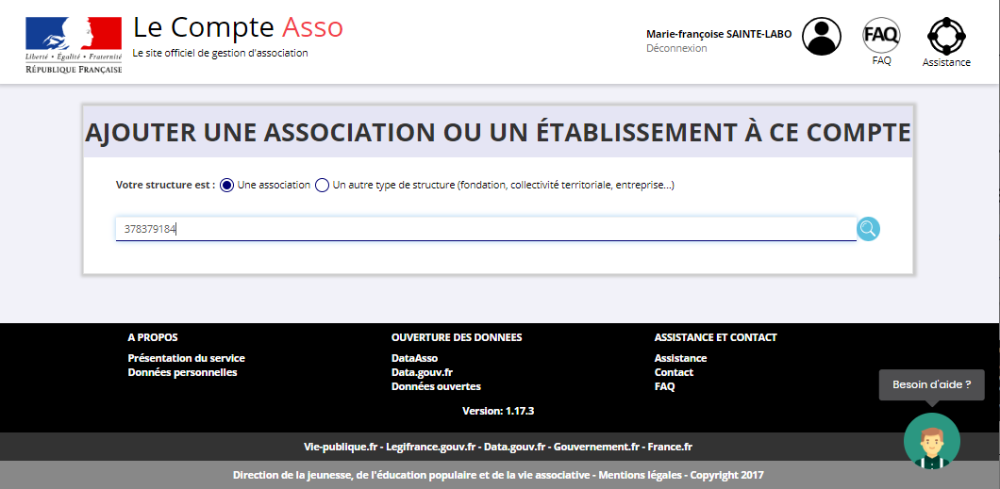 Le Compte Asso
Le site officiel de gestion d'association
Liberté • Égalité • Fraternité
RÉPUBLIQUE FRANÇAISE
Marie-françoise SAINTE-LABO
Déconnexion
FAQ
FAQ
Assistance
AJOUTER UNE ASSOCIATION OU UN ÉTABLISSEMENT À CE COMPTE
Votre structure est : Une association Un autre type de structure (fondation, collectivité territoriale, entreprise...)
378379184
A PROPOS
Présentation du service
Données personnelles
OUVERTURE DES DONNEES
DataAsso
Data.gouv.fr
Données ouvertes
ASSISTANCE ET CONTACT
Assistance
Contact
FAQ
Version: 1.17.3
Besoin d'aide ?
Vie-publique.fr - Legifrance.gouv.fr - Data.gouv.fr - Gouvernement.fr - France.fr
Direction de la jeunesse, de l'éducation populaire et de la vie associative - Mentions légales - Copyright 2017